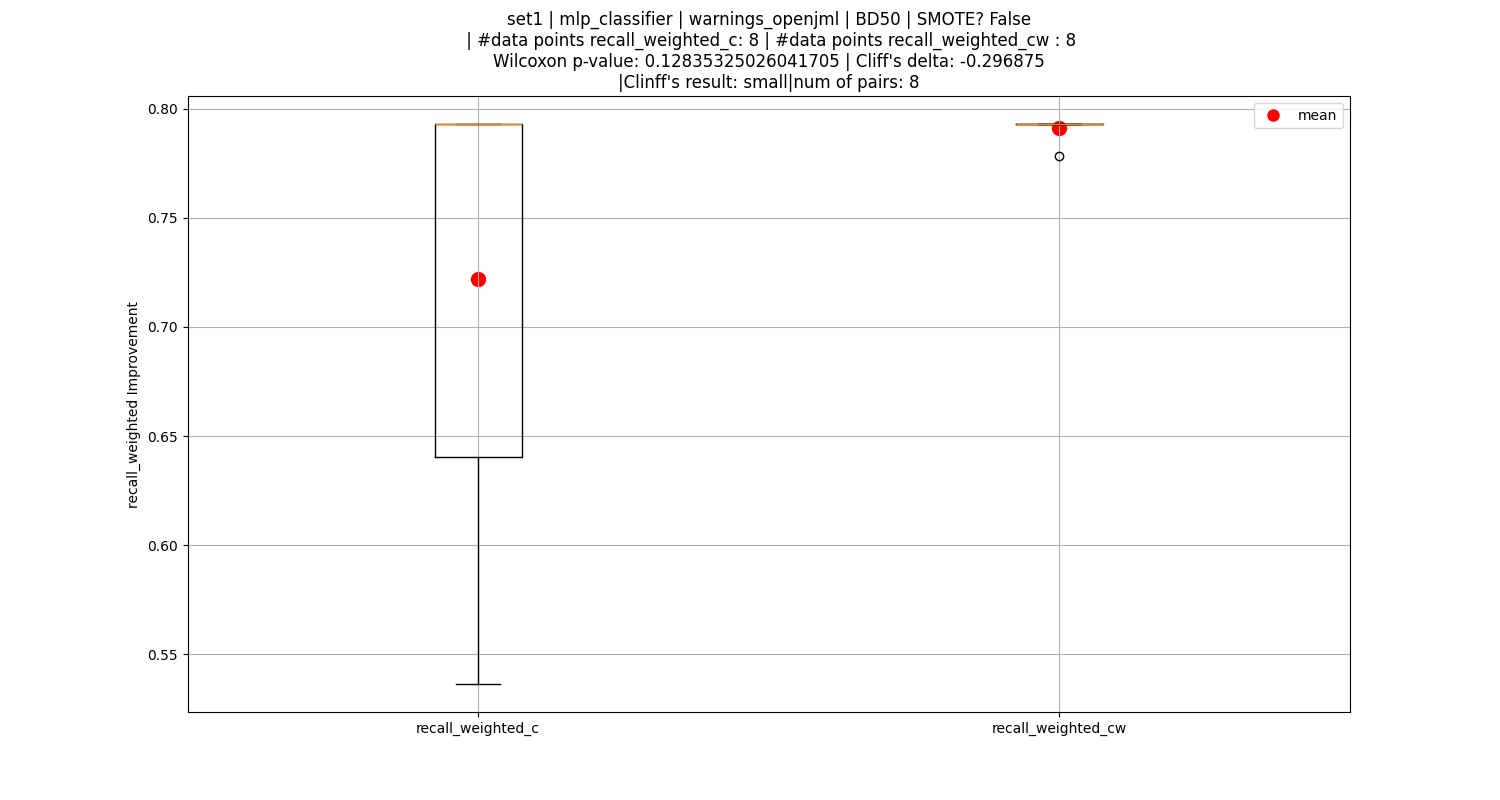 set1 | mlp_classifier | warnings_openjml | BD50 | SMOTE? False
| #data points recall_weighted_c: 8 | #data points recall_weighted_cw : 8
Wilcoxon p-value: 0.12835325026041705 | Cliff's delta: -0.296875
|Clinff's result: small|num of pairs: 8
mean
0.80
0.75
0.70
0.65
0.60
0.55
recall_weighted Improvement
recall_weighted_c
recall_weighted_cw